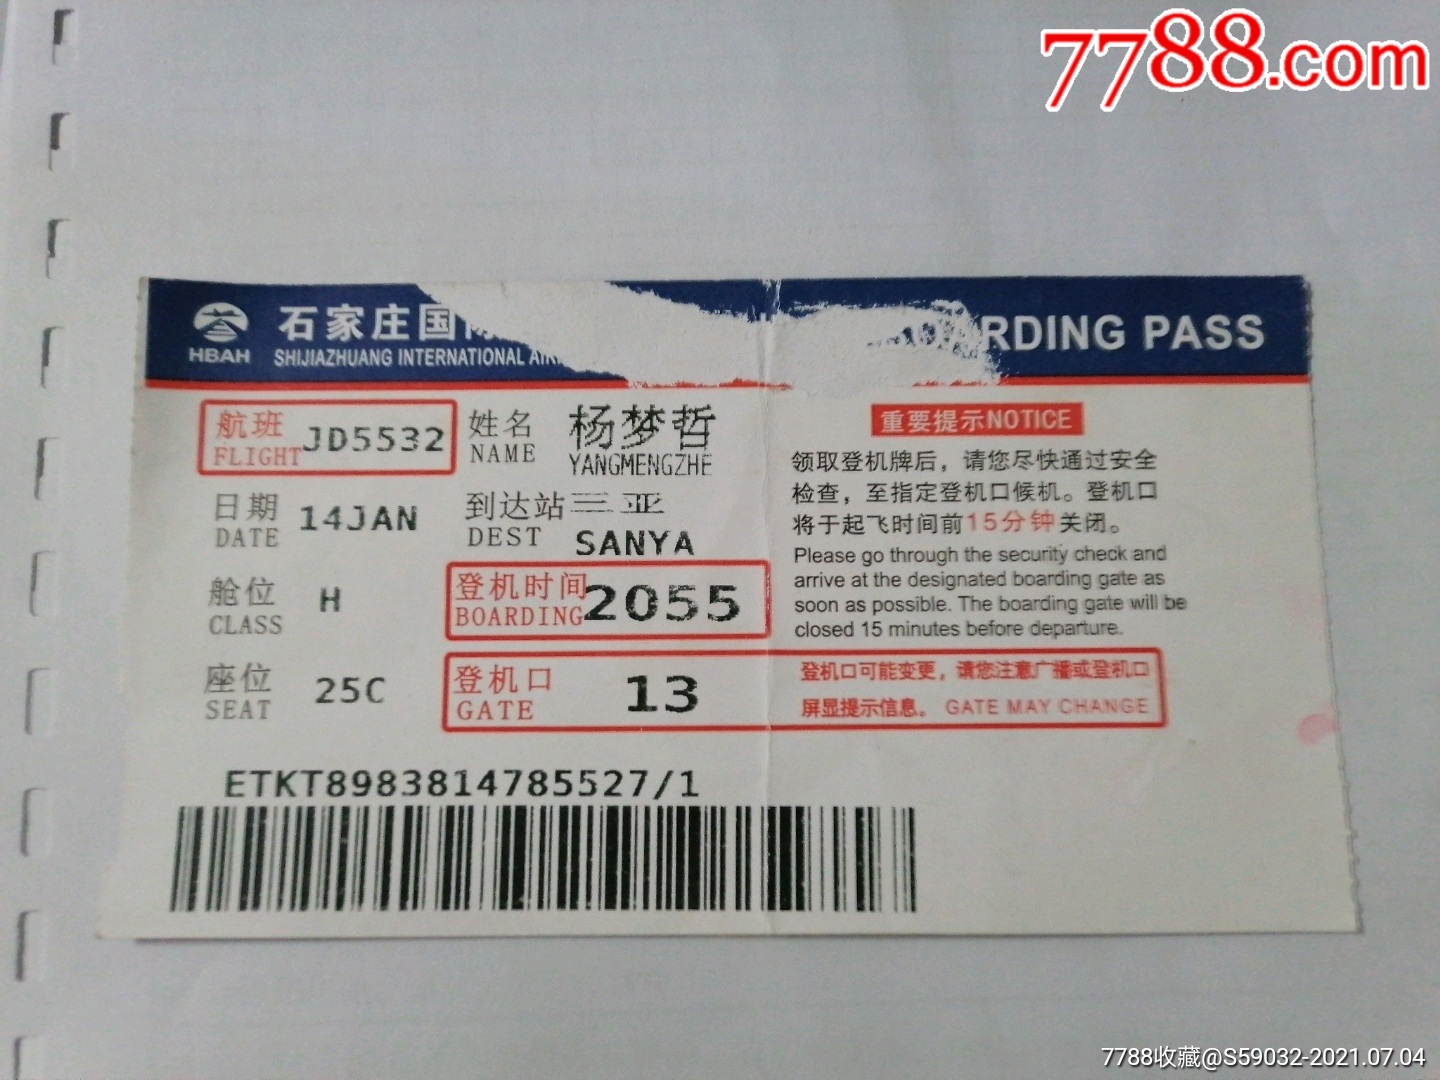 7788.com
石家庄国际
HBAH
SHIJIAZHUANG INTERNATIONAL
BOARDING PASS
航班 FLIGHT JD5532
姓名 NAME 杨梦哲
YANGMENGZHE
日期 DATE 14JAN
到达站 DEST 三亚
SANYA
舱位 CLASS H
登机时间 BOARDING 2055
座位 SEAT 25C
登机口 GATE 13
重要提示NOTICE
领取登机牌后，请您尽快通过安全
检查，至指定登机口候机。登机口
将于起飞时间前15分钟关闭。
Please go through the security check and
arrive at the designated boarding gate as
soon as possible. The boarding gate will be
closed 15 minutes before departure.
登机口可能变更，请您注意广播或登机口
屏显提示信息。 GATE MAY CHANGE
ETKT8983814785527/1
7788收藏@S59032-2021.07.04